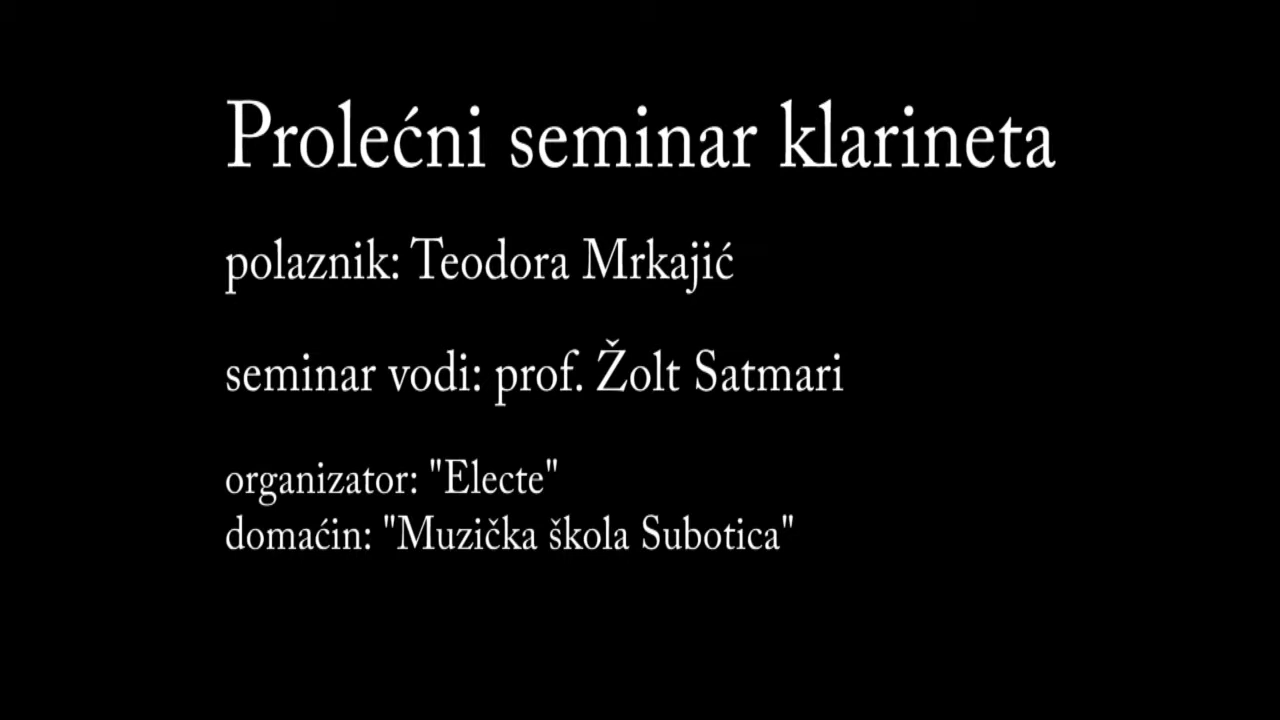 Prolećni seminar klarineta
polaznik: Teodora Mrkajić
seminar vodi: prof. Žolt Satmari
organizator: "Electe"
domaćin: "Muzička škola Subotica"